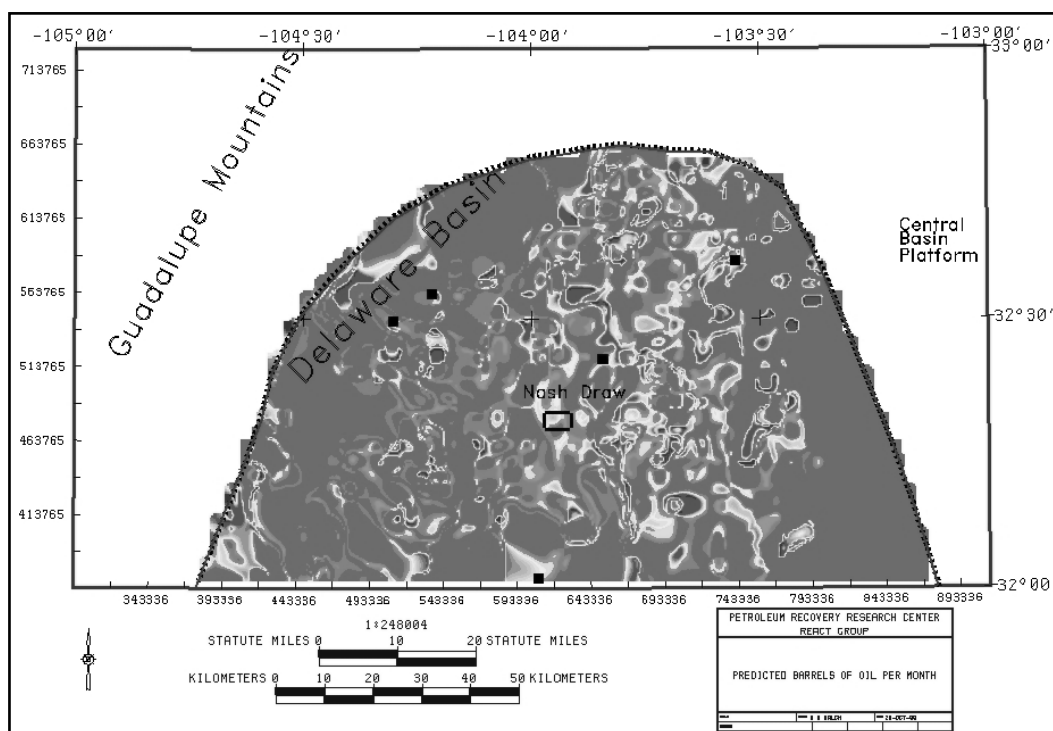 -105°00'
-104°30'
-104°00'
-103°30'
-103°00'
33°00'
713765
663765
613765
563765
513765
463765
413765
Guadalupe Mountains
Delaware Basin
Central
Basin
Platform
32°30'
Nash Draw
32°00'
343336 393336 443336 493336 543336 593336 643336 693336 743336 793336 843336 893336
1:248004
STATUTE MILES 0 10 20 STATUTE MILES
KILOMETERS 0 10 20 30 40 50 KILOMETERS
PETROLEUM RECOVERY RESEARCH CENTER
REACT GROUP
PREDICTED BARRELS OF OIL PER MONTH